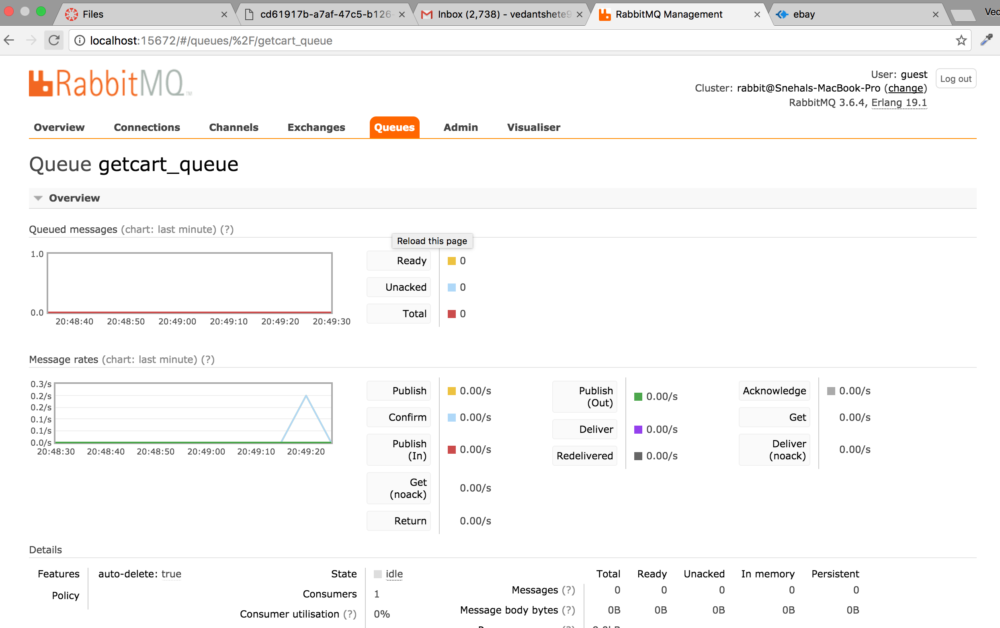 Files
cd61917b-a7af-47c5-b126-
Inbox (2,738) - vedantshete9
RabbitMQ Management
ebay
localhost:15672/#/queues/%2F/getcart_queue
RabbitMQ™
User: guest
Log out
Cluster: rabbit@Snehals-MacBook-Pro (change)
RabbitMQ 3.6.4, Erlang 19.1
Overview Connections Channels Exchanges Queues Admin Visualiser
Queue getcart_queue
Overview
Queued messages (chart: last minute) (?)
Reload this page
1.0
0.0
20:48:40 20:48:50 20:49:00 20:49:10 20:49:20 20:49:30
Ready 0
Unacked 0
Total 0
Message rates (chart: last minute) (?)
0.3/s
0.2/s
0.2/s
0.1/s
0.1/s
0.0/s
20:48:30 20:48:40 20:48:50 20:49:00 20:49:10 20:49:20
Publish 0.00/s
Confirm 0.00/s
Publish
(In) 0.00/s
Get
(noack) 0.00/s
Return 0.00/s
Publish
(Out) 0.00/s
Deliver 0.00/s
Redelivered 0.00/s
Acknowledge 0.00/s
Get 0.00/s
Deliver
(noack) 0.00/s
Details
Features auto-delete: true
Policy
State idle
Consumers 1
Consumer utilisation (?) 0%
Total Ready Unacked In memory Persistent
Messages (?) 0 0 0 0 0
Message body bytes (?) 0B 0B 0B 0B 0B